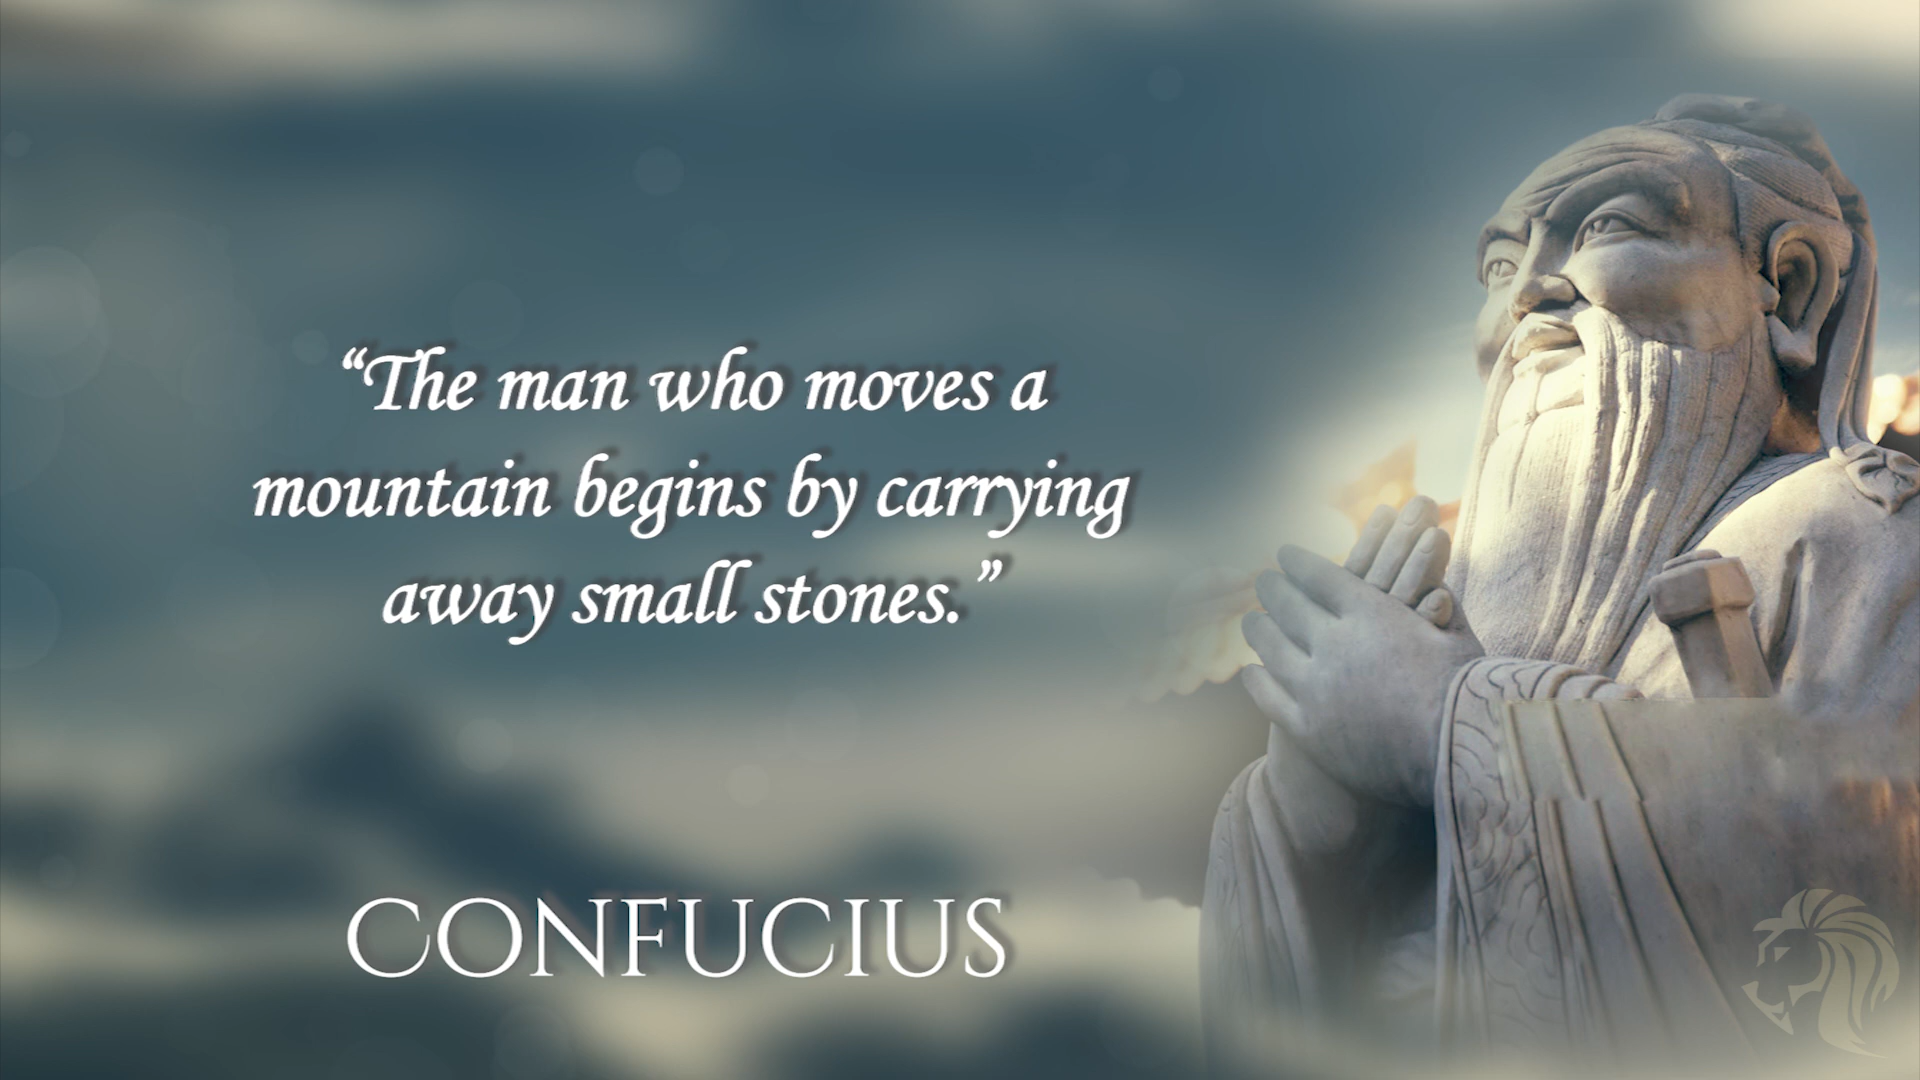 “The man who moves a
mountain begins by carrying
away small stones.”
CONFUCIUS